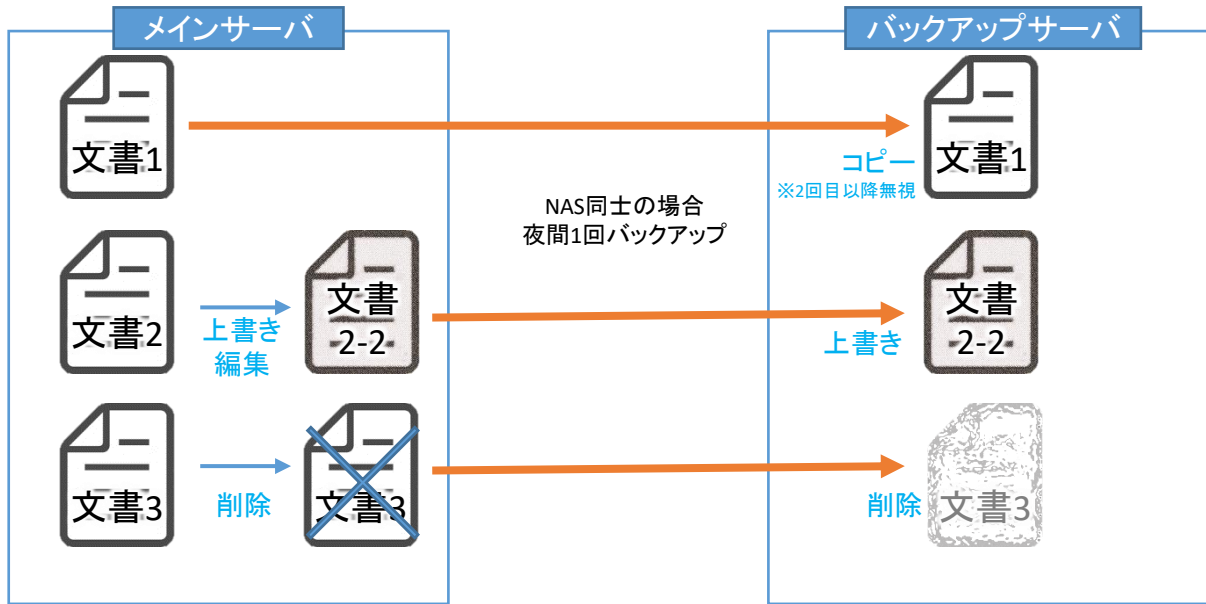 メインサーバ
バックアップサーバ
文書1
コピー
※2回目以降無視
文書1
NAS同士の場合
夜間1回バックアップ
文書2
上書き
編集
文書
2-2
上書き
文書
2-2
文書3
削除
文書3
削除
文書3